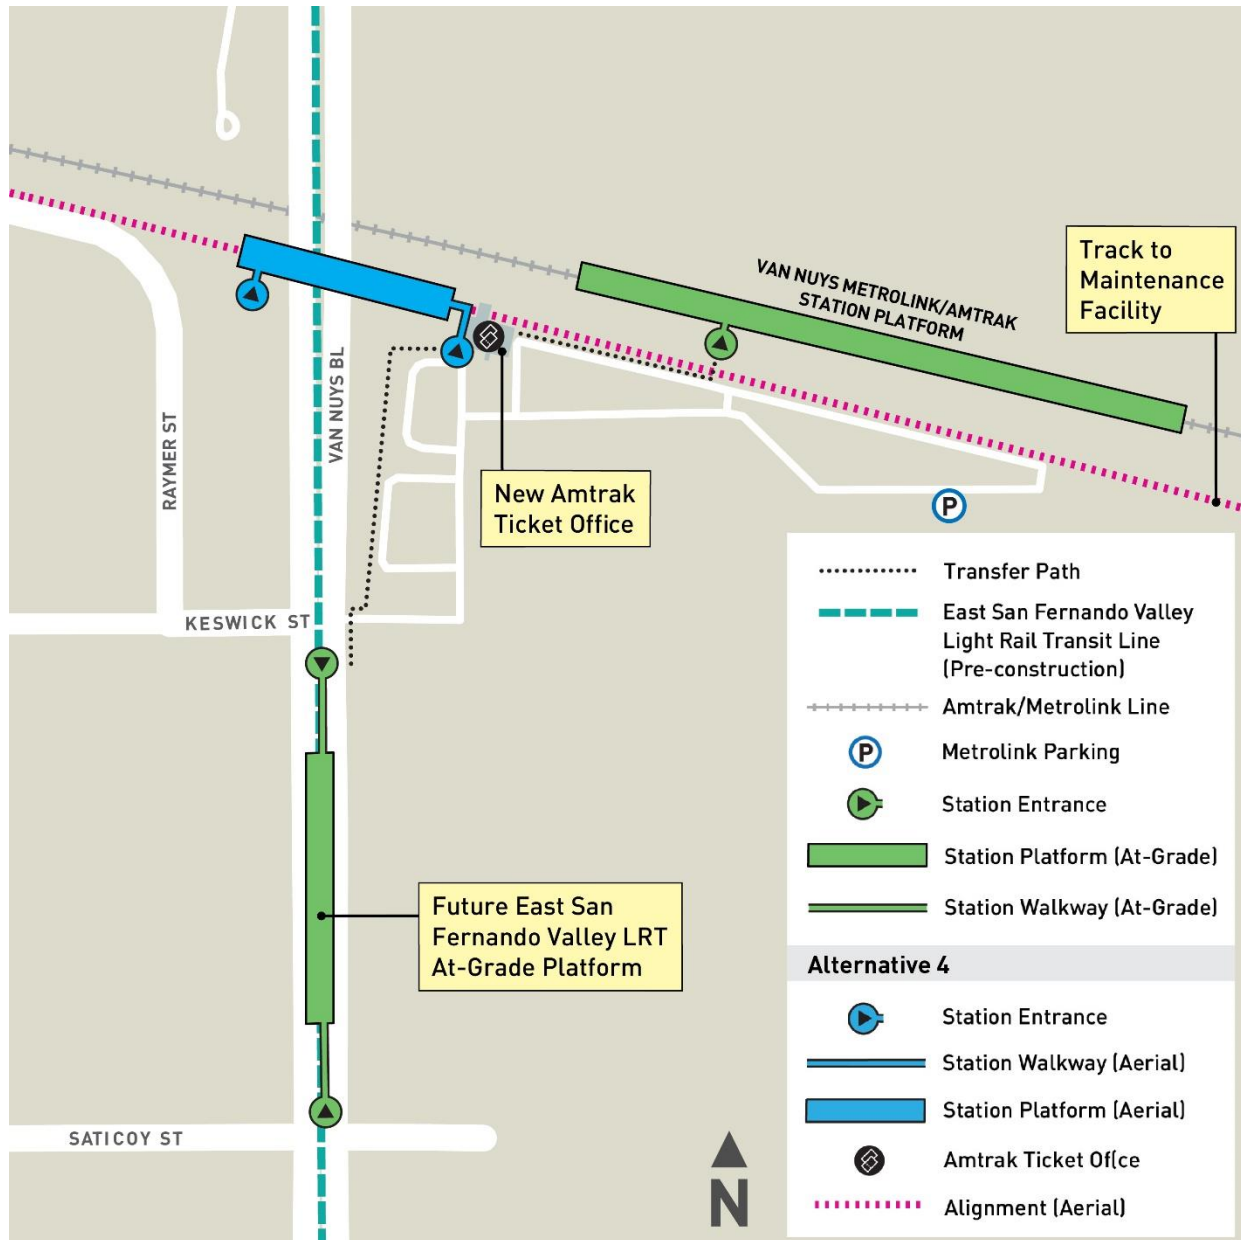 VAN NUYS METROLINK/AMTRAK
STATION PLATFORM
Track to
Maintenance
Facility
VAN NUYS BL
RAYMER ST
New Amtrak
Ticket Office
P
KESWICK ST
Future East San
Fernando Valley LRT
At-Grade Platform
SATICOY ST
N
Transfer Path
East San Fernando Valley
Light Rail Transit Line
(Pre-construction)
Amtrak/Metrolink Line
P Metrolink Parking
Station Entrance
Station Platform (At-Grade)
Station Walkway (At-Grade)
Alternative 4
Station Entrance
Station Walkway (Aerial)
Station Platform (Aerial)
Amtrak Ticket Of(ce
Alignment (Aerial)